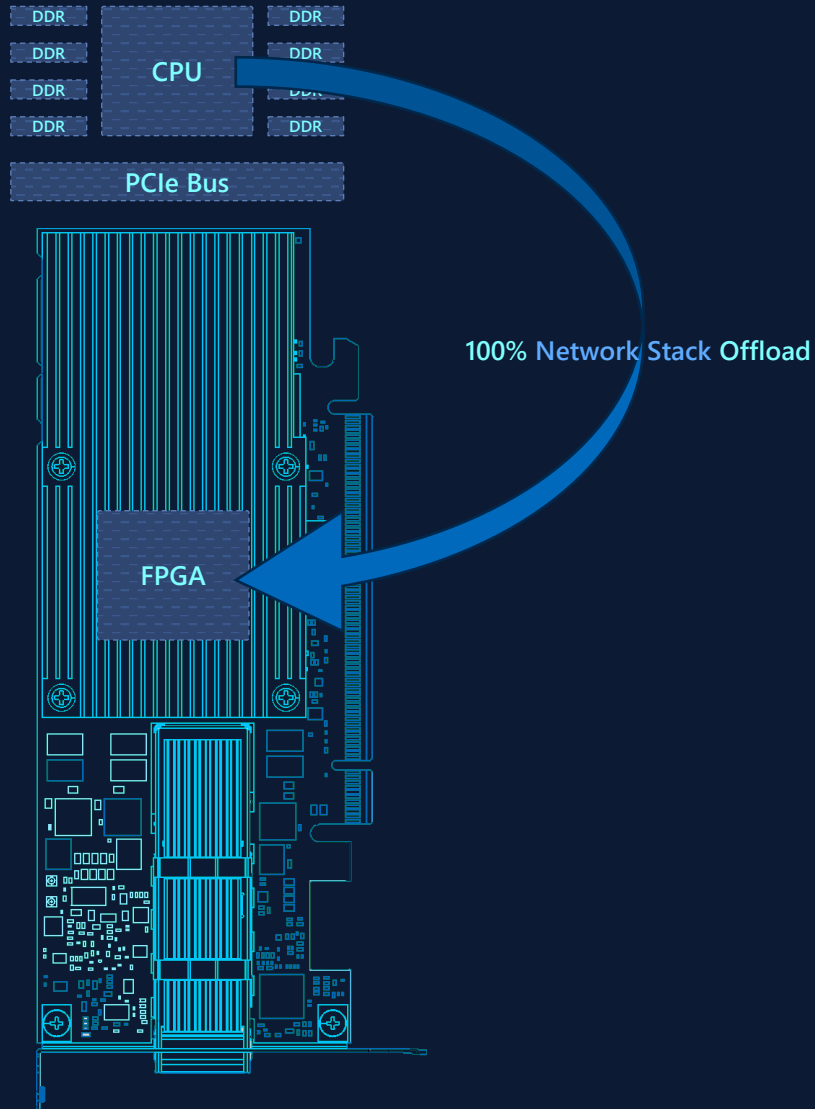 DDR
DDR
DDR
DDR
CPU
DDR
DDR
DDR
DDR
PCIe Bus
100% Network Stack Offload
FPGA